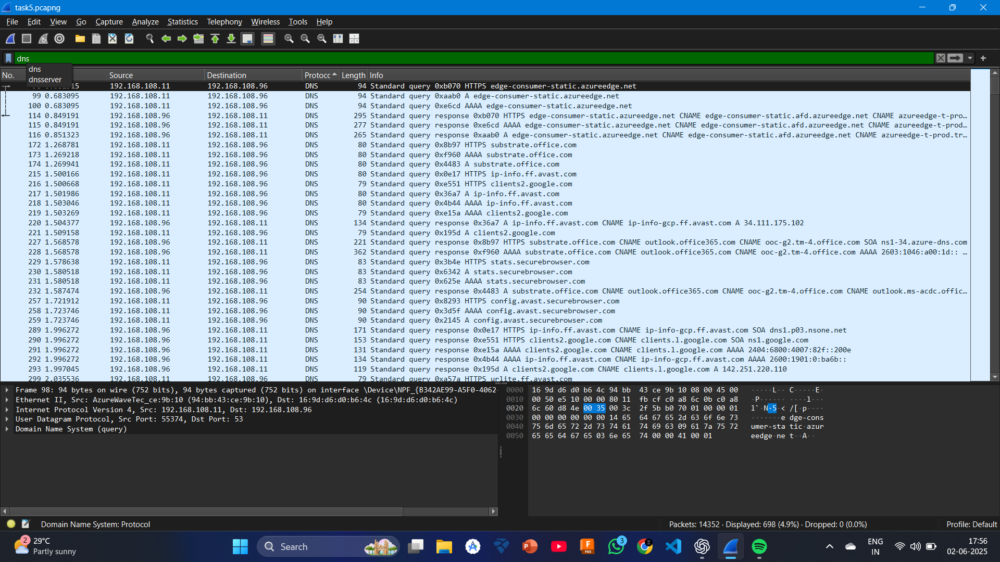 task5.pcapng
File Edit View Go Capture Analyze Statistics Telephony Wireless Tools Help
dns
dns
dnsserver
No. Source Destination Protocc Length Info
15 192.168.108.11 192.168.108.96 DNS 94 Standard query 0xb070 HTTPS edge-consumer-static.azureedge.net
99 0.683095 192.168.108.11 192.168.108.96 DNS 94 Standard query 0xaab0 A edge-consumer-static.azureedge.net
100 0.683095 192.168.108.11 192.168.108.96 DNS 94 Standard query 0xe6cd AAAA edge-consumer-static.azureedge.net
114 0.849191 192.168.108.96 192.168.108.11 DNS 295 Standard query response 0xb070 HTTPS edge-consumer-static.azureedge.net CNAME edge-consumer-static.afd.azureedge.net CNAME azureedge-t-pro…
115 0.849191 192.168.108.96 192.168.108.11 DNS 277 Standard query response 0xe6cd AAAA edge-consumer-static.azureedge.net CNAME edge-consumer-static.afd.azureedge.net CNAME azureedge-t-prod…
116 0.851323 192.168.108.96 192.168.108.11 DNS 265 Standard query response 0xaab0 A edge-consumer-static.azureedge.net CNAME edge-consumer-static.afd.azureedge.net CNAME azureedge-t-prod.tr…
172 1.268781 192.168.108.11 192.168.108.96 DNS 80 Standard query 0x8b97 HTTPS substrate.office.com
173 1.269218 192.168.108.11 192.168.108.96 DNS 80 Standard query 0xf960 AAAA substrate.office.com
174 1.269941 192.168.108.11 192.168.108.96 DNS 80 Standard query 0x4483 A substrate.office.com
215 1.500166 192.168.108.11 192.168.108.96 DNS 80 Standard query 0x0e17 HTTPS ip-info.ff.avast.com
216 1.500668 192.168.108.11 192.168.108.96 DNS 79 Standard query 0xe551 HTTPS clients2.google.com
217 1.501986 192.168.108.11 192.168.108.96 DNS 80 Standard query 0x36a7 A ip-info.ff.avast.com
218 1.503046 192.168.108.11 192.168.108.96 DNS 80 Standard query 0x4b44 AAAA ip-info.ff.avast.com
219 1.503269 192.168.108.11 192.168.108.96 DNS 79 Standard query 0xe15a AAAA clients2.google.com
220 1.504377 192.168.108.96 192.168.108.11 DNS 134 Standard query response 0x36a7 A ip-info.ff.avast.com CNAME ip-info-gcp.ff.avast.com A 34.111.175.102
221 1.509158 192.168.108.11 192.168.108.96 DNS 79 Standard query 0x195d A clients2.google.com
227 1.568578 192.168.108.96 192.168.108.11 DNS 221 Standard query response 0x8b97 HTTPS substrate.office.com CNAME outlook.office365.com CNAME ooc-g2.tm-4.office.com SOA ns1-34.azure-dns.com
228 1.568578 192.168.108.96 192.168.108.11 DNS 362 Standard query response 0xf960 AAAA substrate.office.com CNAME outlook.office365.com CNAME ooc-g2.tm-4.office.com AAAA 2603:1046:a00:1d:: …
229 1.578638 192.168.108.11 192.168.108.96 DNS 83 Standard query 0x3b4e HTTPS stats.securebrowser.com
230 1.580518 192.168.108.11 192.168.108.96 DNS 83 Standard query 0x6342 A stats.securebrowser.com
231 1.580518 192.168.108.11 192.168.108.96 DNS 83 Standard query 0x625e AAAA stats.securebrowser.com
232 1.587474 192.168.108.96 192.168.108.11 DNS 254 Standard query response 0x4483 A substrate.office.com CNAME outlook.office365.com CNAME ooc-g2.tm-4.office.com CNAME outlook.ms-acdc.offic…
257 1.721912 192.168.108.11 192.168.108.96 DNS 90 Standard query 0x8293 HTTPS config.avast.securebrowser.com
258 1.723746 192.168.108.11 192.168.108.96 DNS 90 Standard query 0x3d5f AAAA config.avast.securebrowser.com
259 1.723746 192.168.108.11 192.168.108.96 DNS 90 Standard query 0x2145 A config.avast.securebrowser.com
289 1.996272 192.168.108.96 192.168.108.11 DNS 171 Standard query response 0x0e17 HTTPS ip-info.ff.avast.com CNAME ip-info-gcp.ff.avast.com SOA dns1.p03.nsone.net
290 1.996272 192.168.108.96 192.168.108.11 DNS 153 Standard query response 0xe551 HTTPS clients2.google.com CNAME clients.l.google.com SOA ns1.google.com
291 1.996272 192.168.108.96 192.168.108.11 DNS 131 Standard query response 0xe15a AAAA clients2.google.com CNAME clients.l.google.com AAAA 2404:6800:4007:82f::200e
292 1.996272 192.168.108.96 192.168.108.11 DNS 134 Standard query response 0x4b44 AAAA ip-info.ff.avast.com CNAME ip-info-gcp.ff.avast.com AAAA 2600:1901:0:ba6b::
293 1.997045 192.168.108.96 192.168.108.11 DNS 119 Standard query response 0x195d A clients2.google.com CNAME clients.l.google.com A 142.251.220.110
299 2.035536 192.168.108.11 192.168.108.96 DNS 79 Standard query 0xa57a HTTPS urlite.ff.avast.com
Frame 98: 94 bytes on wire (752 bits), 94 bytes captured (752 bits) on interface \Device\NPF_{B342AE99-A5F0-4062-
Ethernet II, Src: AzureWaveTec_ce:9b:10 (94:bb:43:ce:9b:10), Dst: 16:9d:d6:d0:b6:4c (16:9d:d6:d0:b6:4c)
Internet Protocol Version 4, Src: 192.168.108.11, Dst: 192.168.108.96
User Datagram Protocol, Src Port: 55374, Dst Port: 53
Domain Name System (query)
0000 16 9d d6 d0 b6 4c 94 bb 43 ce 9b 10 08 00 45 00 ·····L·· C·····E·
0010 00 50 e5 10 00 00 80 11 fb cf c0 a8 6c 0b c0 a8 ·P······ ····l···
0020 6c 60 d8 4e 00 35 00 3c 2f 5b b0 70 01 00 00 01 l`·N·5·< /[·p····
0030 00 00 00 00 00 00 14 65 64 67 65 2d 63 6f 6e 73 ·······e dge-cons
0040 75 6d 65 72 2d 73 74 61 74 69 63 09 61 7a 75 72 umer-sta tic·azur
0050 65 65 64 67 65 03 6e 65 74 00 00 41 00 01 eedge·ne t··A··
Domain Name System: Protocol
Packets: 14352 · Displayed: 698 (4.9%) · Dropped: 0 (0.0%)
Profile: Default
2
29°C
Partly sunny
Search
P
F
FUS
3
ENG
IN
17:56
02-06-2025